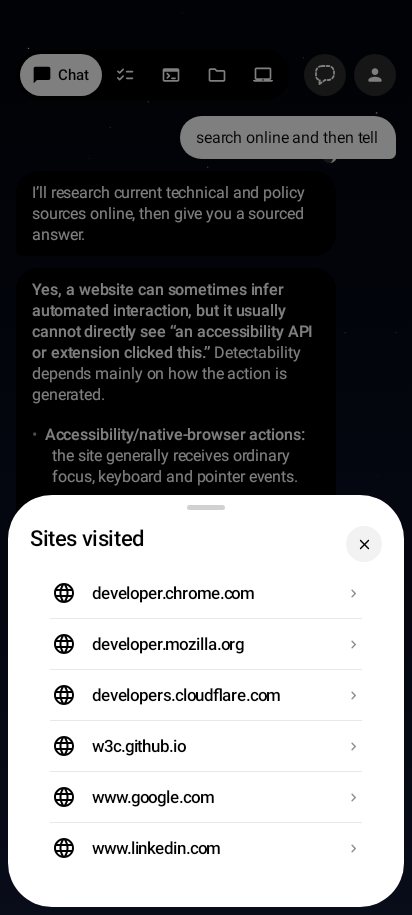 Chat
search online and then tell
I’ll research current technical and policy
sources online, then give you a sourced
answer.
Yes, a website can sometimes infer
automated interaction, but it usually
cannot directly see “an accessibility API
or extension clicked this.” Detectability
depends mainly on how the action is
generated.
• Accessibility/native-browser actions:
the site generally receives ordinary
focus, keyboard and pointer events.
Sites visited
developer.chrome.com
developer.mozilla.org
developers.cloudflare.com
w3c.github.io
www.google.com
www.linkedin.com